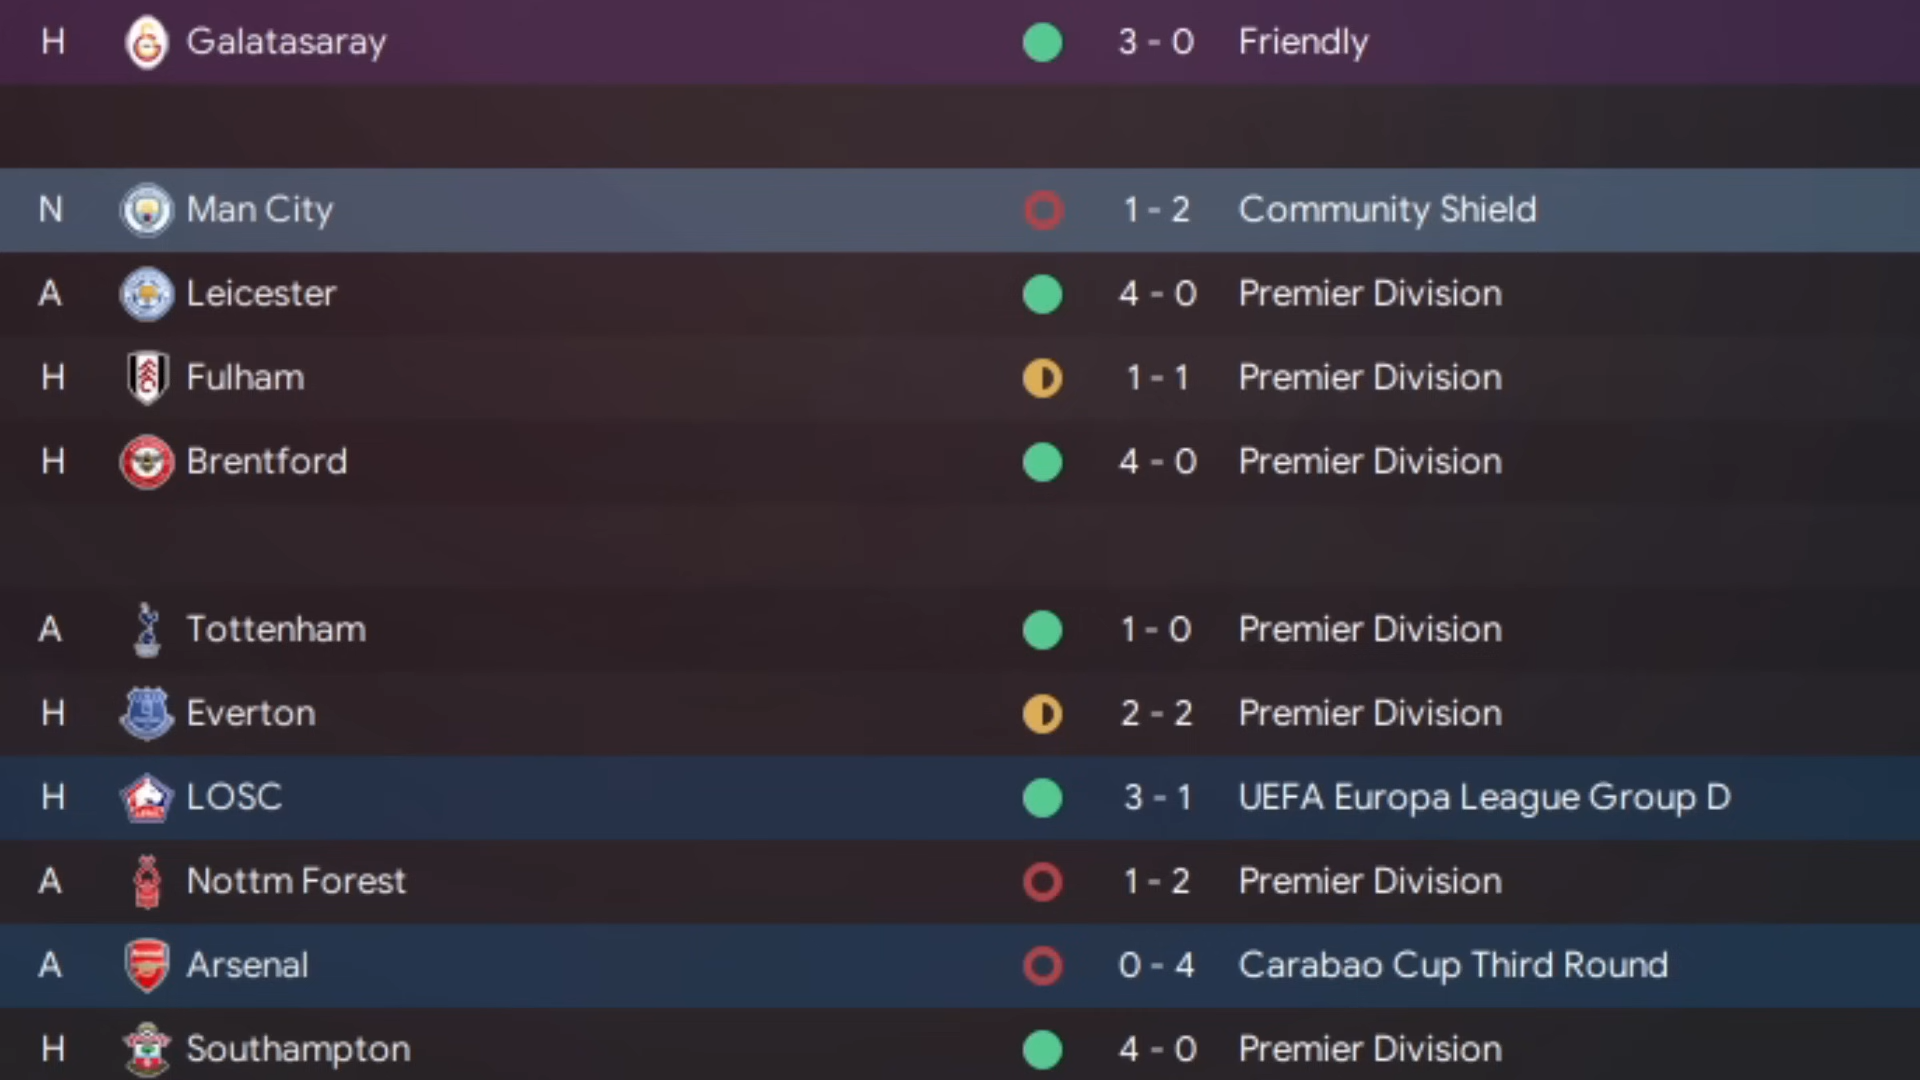 H Galatasaray 3 - 0 Friendly
N Man City 1 - 2 Community Shield
A Leicester 4 - 0 Premier Division
H Fulham 1 - 1 Premier Division
H Brentford 4 - 0 Premier Division
A Tottenham 1 - 0 Premier Division
H Everton 2 - 2 Premier Division
H LOSC 3 - 1 UEFA Europa League Group D
A Nottm Forest 1 - 2 Premier Division
A Arsenal 0 - 4 Carabao Cup Third Round
H Southampton 4 - 0 Premier Division